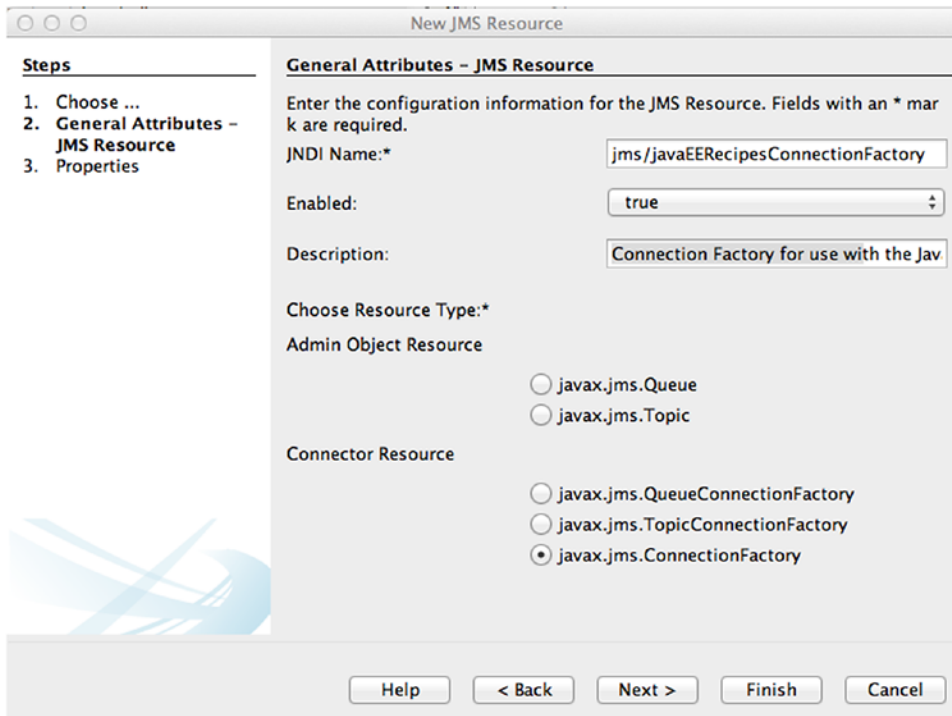 New JMS Resource
Steps
1. Choose ...
2. General Attributes –
JMS Resource
3. Properties
General Attributes – JMS Resource
Enter the configuration information for the JMS Resource. Fields with an * mar
k are required.
JNDI Name:* jms/javaEERecipesConnectionFactory
Enabled: true
Description: Connection Factory for use with the Jav
Choose Resource Type:*
Admin Object Resource
javax.jms.Queue
javax.jms.Topic
Connector Resource
javax.jms.QueueConnectionFactory
javax.jms.TopicConnectionFactory
javax.jms.ConnectionFactory
Help < Back Next > Finish Cancel